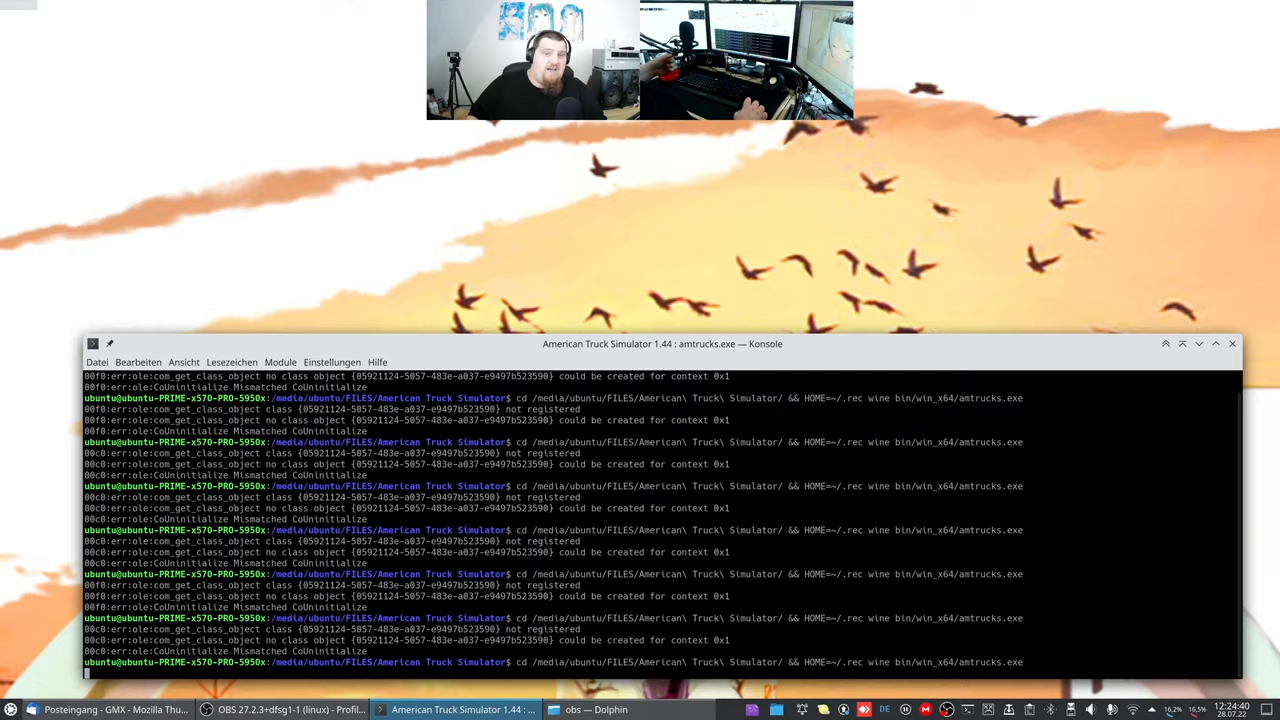 American Truck Simulator 1.44 : amtrucks.exe — Konsole
Datei Bearbeiten Ansicht Lesezeichen Module Einstellungen Hilfe
00f0:err:ole:com_get_class_object no class object {05921124-5057-483e-a037-e9497b523590} could be created for context 0x1
00f0:err:ole:CoUninitialize Mismatched CoUninitialize
ubuntu@ubuntu-PRIME-x570-PRO-5950x:/media/ubuntu/FILES/American Truck Simulator$ cd /media/ubuntu/FILES/American\ Truck\ Simulator/ && HOME=~/.rec wine bin/win_x64/amtrucks.exe
00f0:err:ole:com_get_class_object class {05921124-5057-483e-a037-e9497b523590} not registered
00f0:err:ole:com_get_class_object no class object {05921124-5057-483e-a037-e9497b523590} could be created for context 0x1
00f0:err:ole:CoUninitialize Mismatched CoUninitialize
ubuntu@ubuntu-PRIME-x570-PRO-5950x:/media/ubuntu/FILES/American Truck Simulator$ cd /media/ubuntu/FILES/American\ Truck\ Simulator/ && HOME=~/.rec wine bin/win_x64/amtrucks.exe
00c0:err:ole:com_get_class_object class {05921124-5057-483e-a037-e9497b523590} not registered
00c0:err:ole:com_get_class_object no class object {05921124-5057-483e-a037-e9497b523590} could be created for context 0x1
00c0:err:ole:CoUninitialize Mismatched CoUninitialize
ubuntu@ubuntu-PRIME-x570-PRO-5950x:/media/ubuntu/FILES/American Truck Simulator$ cd /media/ubuntu/FILES/American\ Truck\ Simulator/ && HOME=~/.rec wine bin/win_x64/amtrucks.exe
00c0:err:ole:com_get_class_object class {05921124-5057-483e-a037-e9497b523590} not registered
00c0:err:ole:com_get_class_object no class object {05921124-5057-483e-a037-e9497b523590} could be created for context 0x1
00c0:err:ole:CoUninitialize Mismatched CoUninitialize
ubuntu@ubuntu-PRIME-x570-PRO-5950x:/media/ubuntu/FILES/American Truck Simulator$ cd /media/ubuntu/FILES/American\ Truck\ Simulator/ && HOME=~/.rec wine bin/win_x64/amtrucks.exe
00c0:err:ole:com_get_class_object class {05921124-5057-483e-a037-e9497b523590} not registered
00c0:err:ole:com_get_class_object no class object {05921124-5057-483e-a037-e9497b523590} could be created for context 0x1
00c0:err:ole:CoUninitialize Mismatched CoUninitialize
ubuntu@ubuntu-PRIME-x570-PRO-5950x:/media/ubuntu/FILES/American Truck Simulator$ cd /media/ubuntu/FILES/American\ Truck\ Simulator/ && HOME=~/.rec wine bin/win_x64/amtrucks.exe
00f0:err:ole:com_get_class_object class {05921124-5057-483e-a037-e9497b523590} not registered
00f0:err:ole:com_get_class_object no class object {05921124-5057-483e-a037-e9497b523590} could be created for context 0x1
00f0:err:ole:CoUninitialize Mismatched CoUninitialize
ubuntu@ubuntu-PRIME-x570-PRO-5950x:/media/ubuntu/FILES/American Truck Simulator$ cd /media/ubuntu/FILES/American\ Truck\ Simulator/ && HOME=~/.rec wine bin/win_x64/amtrucks.exe
00c0:err:ole:com_get_class_object class {05921124-5057-483e-a037-e9497b523590} not registered
00c0:err:ole:com_get_class_object no class object {05921124-5057-483e-a037-e9497b523590} could be created for context 0x1
00c0:err:ole:CoUninitialize Mismatched CoUninitialize
ubuntu@ubuntu-PRIME-x570-PRO-5950x:/media/ubuntu/FILES/American Truck Simulator$ cd /media/ubuntu/FILES/American\ Truck\ Simulator/ && HOME=~/.rec wine bin/win_x64/amtrucks.exe
Posteingang - GMX - Mozilla Thu... OBS 27.2.3+dfsg1-1 (linux) - Profil... American Truck Simulator 1.44 : ... obs — Dolphin DE 16,2% 16,5% 12:24:40
28.07.22